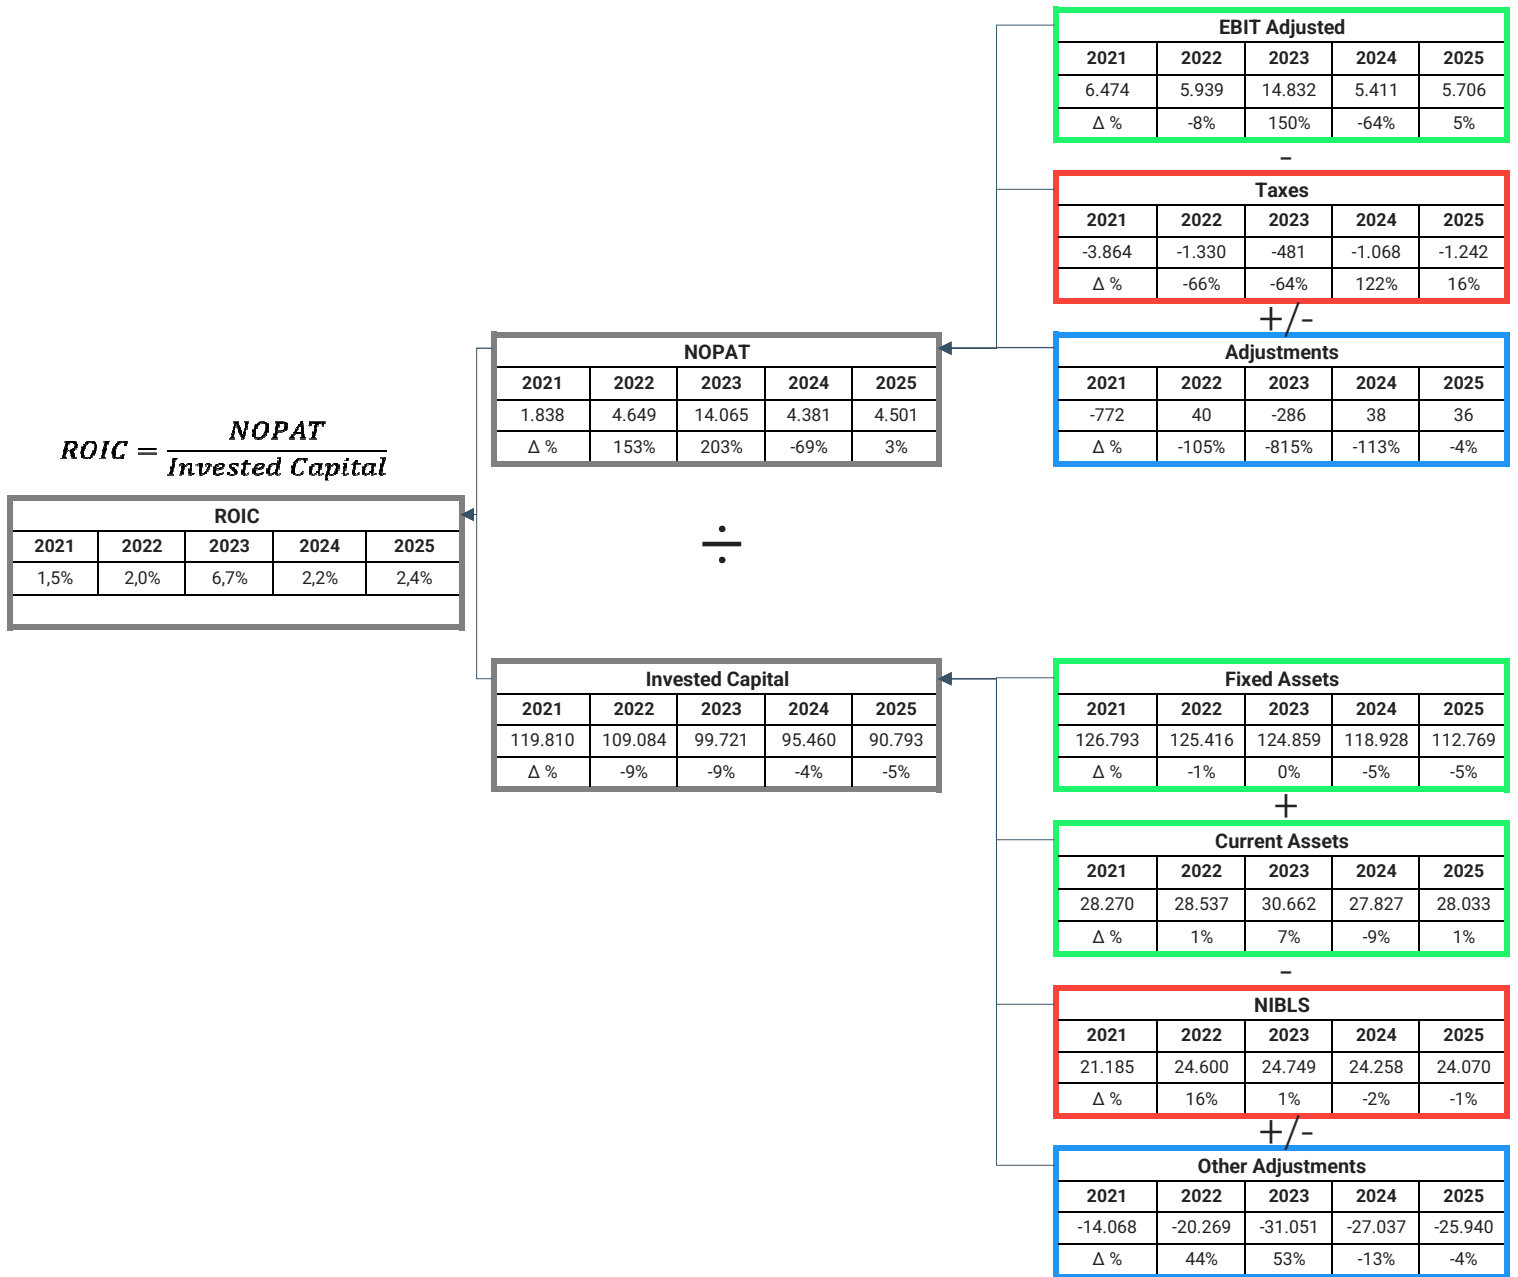 EBIT Adjusted
2021 2022 2023 2024 2025
6.474 5.939 14.832 5.411 5.706
Δ % -8% 150% -64% 5%
-
Taxes
2021 2022 2023 2024 2025
-3.864 -1.330 -481 -1.068 -1.242
Δ % -66% -64% 122% 16%
+/-
Adjustments
2021 2022 2023 2024 2025
-772 40 -286 38 36
Δ % -105% -815% -113% -4%
NOPAT
2021 2022 2023 2024 2025
1.838 4.649 14.065 4.381 4.501
Δ % 153% 203% -69% 3%
ROIC = NOPAT
Invested Capital
ROIC
2021 2022 2023 2024 2025
1,5% 2,0% 6,7% 2,2% 2,4%
÷
Invested Capital
2021 2022 2023 2024 2025
119.810 109.084 99.721 95.460 90.793
Δ % -9% -9% -4% -5%
Fixed Assets
2021 2022 2023 2024 2025
126.793 125.416 124.859 118.928 112.769
Δ % -1% 0% -5% -5%
+
Current Assets
2021 2022 2023 2024 2025
28.270 28.537 30.662 27.827 28.033
Δ % 1% 7% -9% 1%
-
NIBLS
2021 2022 2023 2024 2025
21.185 24.600 24.749 24.258 24.070
Δ % 16% 1% -2% -1%
+/-
Other Adjustments
2021 2022 2023 2024 2025
-14.068 -20.269 -31.051 -27.037 -25.940
Δ % 44% 53% -13% -4%